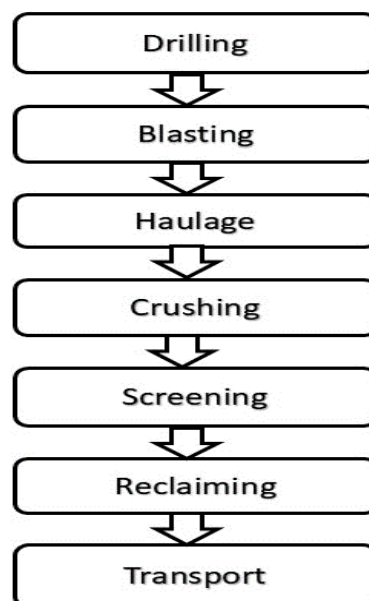 Drilling
Blasting
Haulage
Crushing
Screening
Reclaiming
Transport